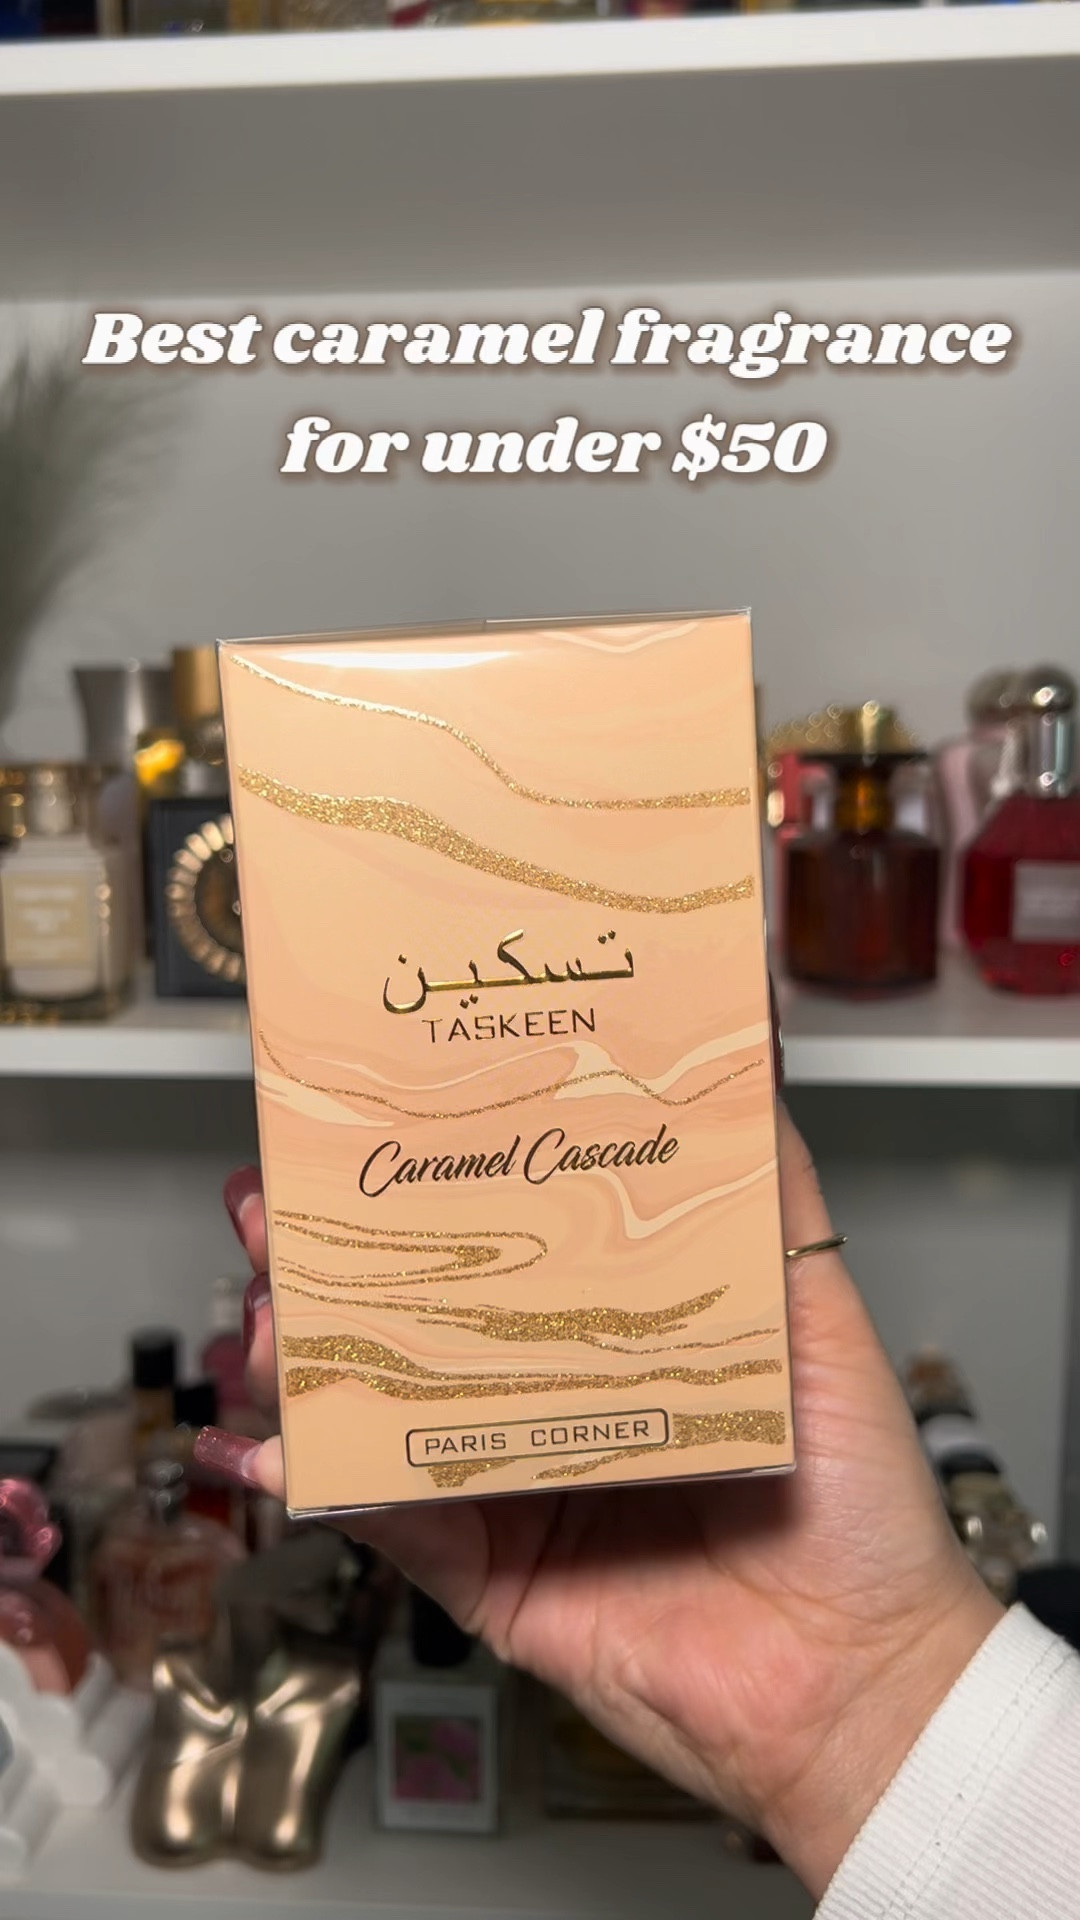 Best caramel fragrance
for under $50
تسكين
TASKEEN
Caramel Cascade
PARIS CORNER